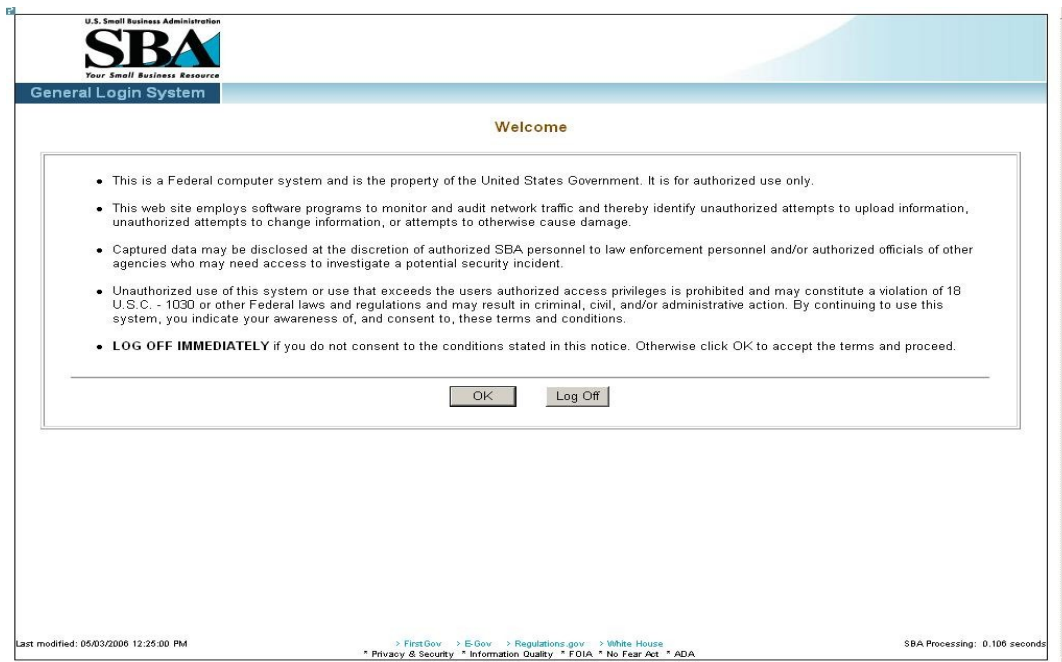 U.S. Small Business Administration
SBA
Your Small Business Resource
General Login System
Welcome
• This is a Federal computer system and is the property of the United States Government. It is for authorized use only.
• This web site employs software programs to monitor and audit network traffic and thereby identify unauthorized attempts to upload information,
unauthorized attempts to change information, or attempts to otherwise cause damage.
• Captured data may be disclosed at the discretion of authorized SBA personnel to law enforcement personnel and/or authorized officials of other
agencies who may need access to investigate a potential security incident.
• Unauthorized use of this system or use that exceeds the users authorized access privileges is prohibited and may constitute a violation of 18
U.S.C. - 1030 or other Federal laws and regulations and may result in criminal, civil, and/or administrative action. By continuing to use this
system, you indicate your awareness of, and consent to, these terms and conditions.
• LOG OFF IMMEDIATELY if you do not consent to the conditions stated in this notice. Otherwise click OK to accept the terms and proceed.
OK Log Off
Last modified: 05/03/2006 12:25:00 PM > FirstGov > E-Gov > Regulations.gov > White House SBA Processing: 0.106 seconds
* Privacy & Security * Information Quality * FOIA * No Fear Act * ADA